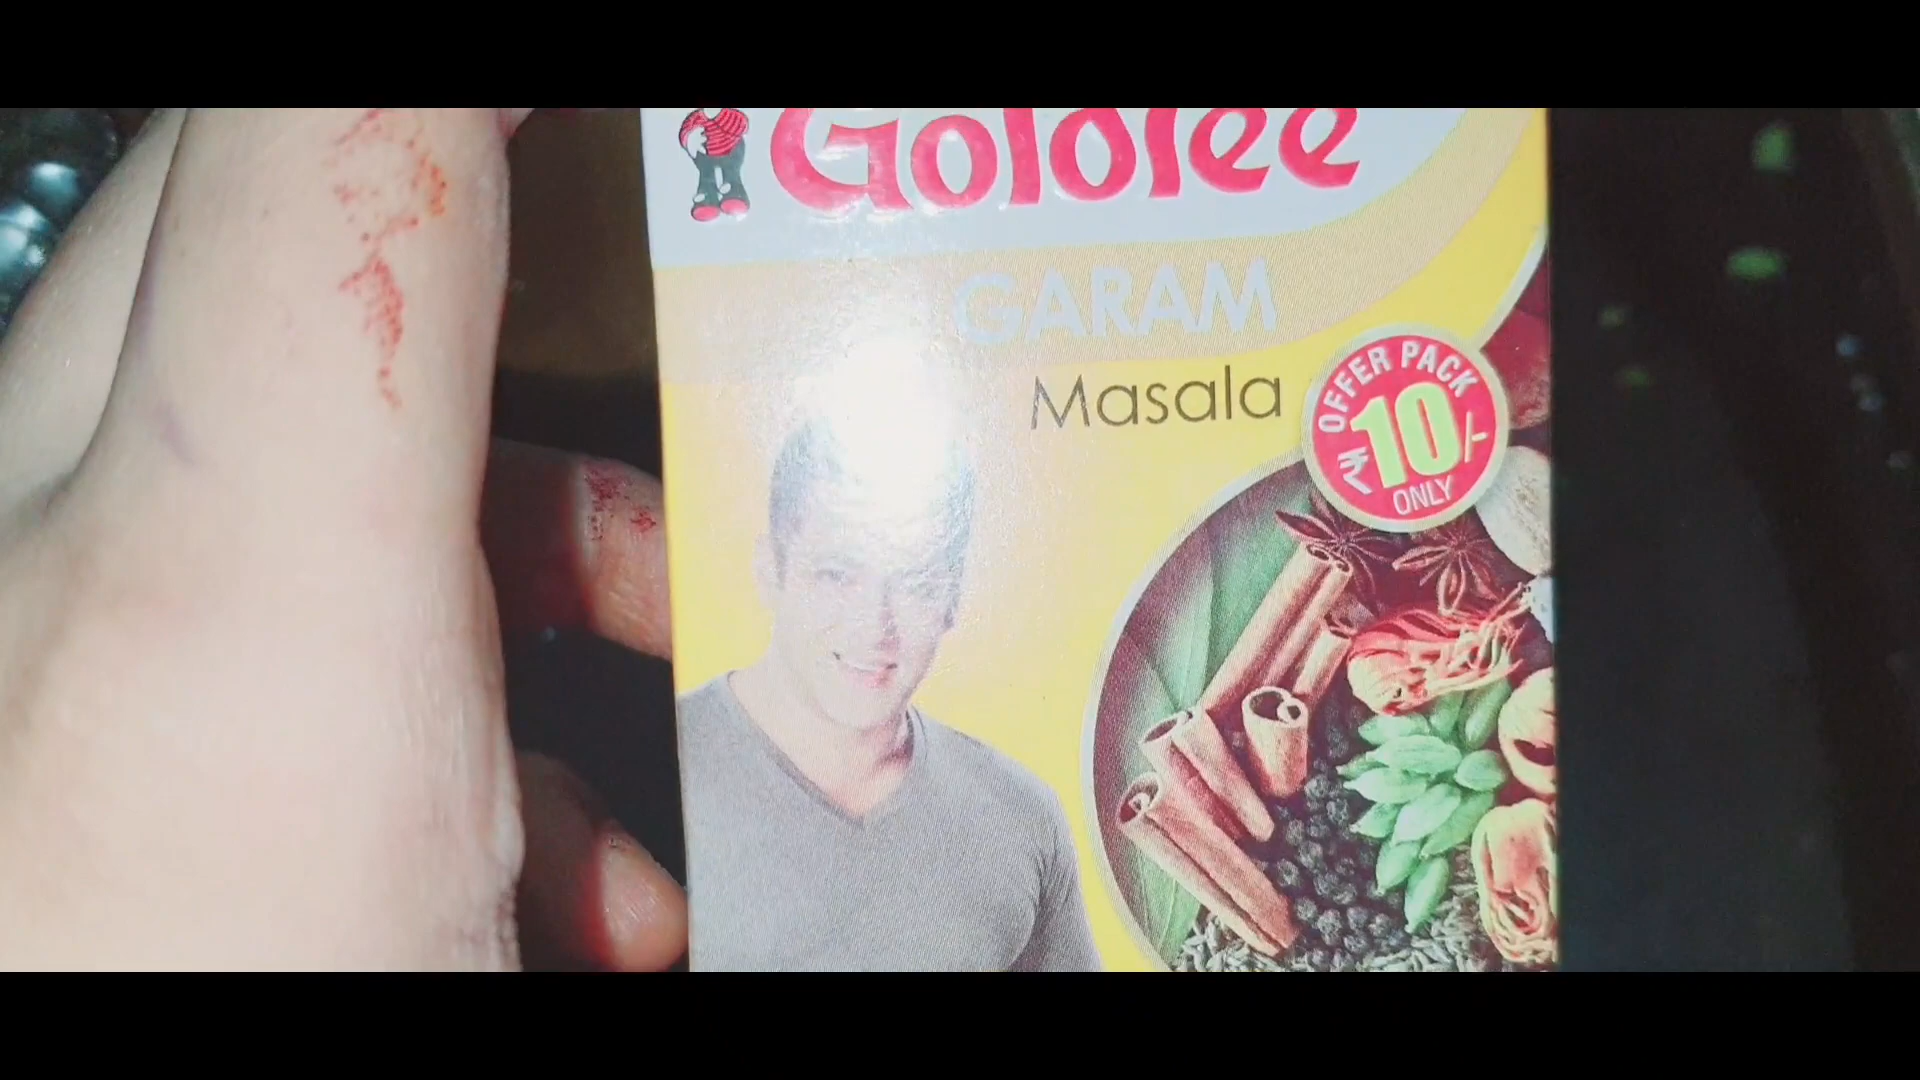 Goldiee
GARAM
Masala
OFFER PACK
₹10/-
ONLY